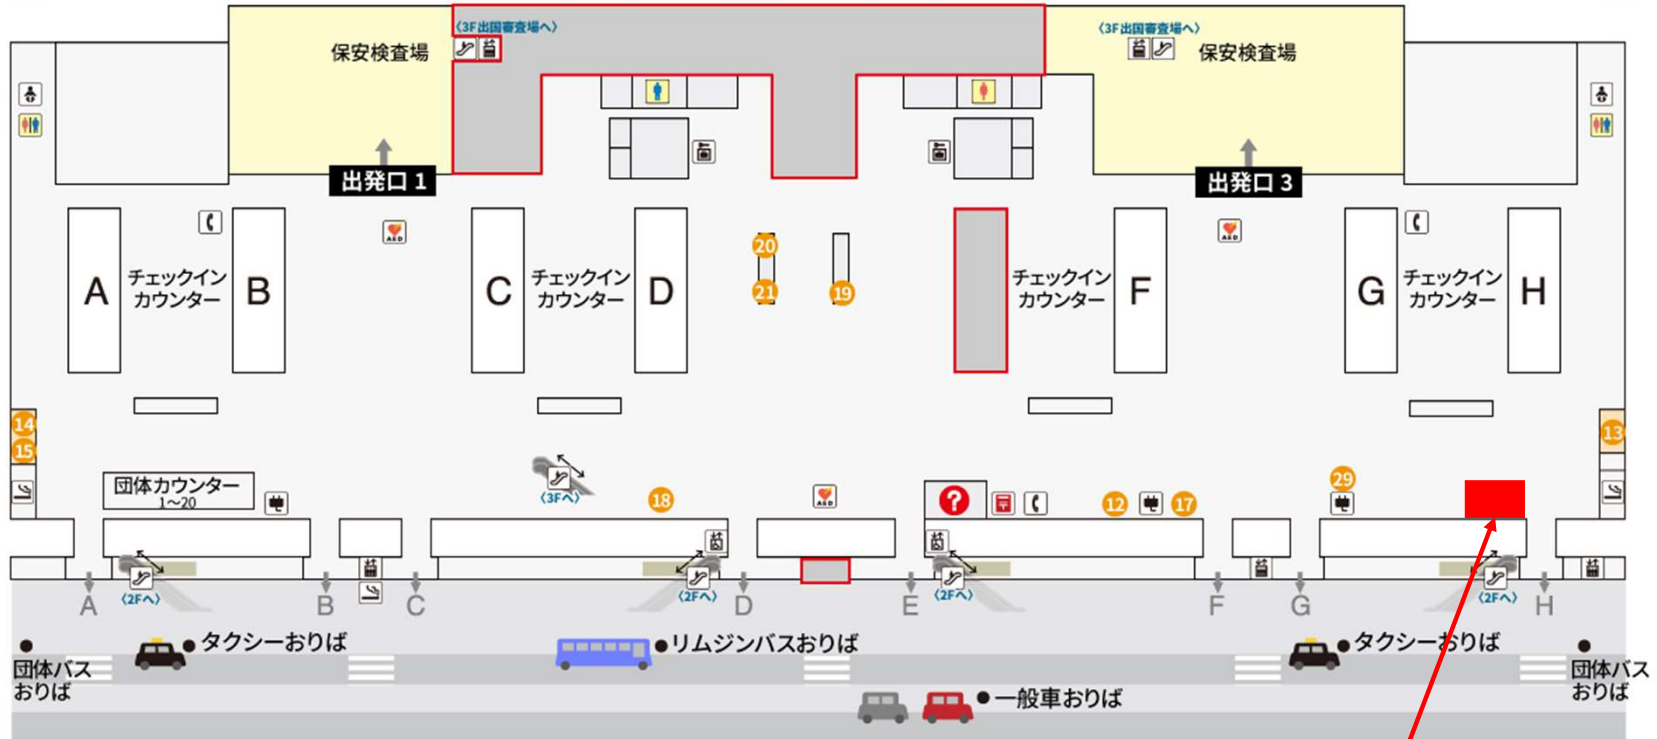 〈3F出国審査場へ〉
〈3F出国審査場へ〉
保安検査場
保安検査場
出発口 1
出発口 3
AED
AED
A
チェックイン
カウンター
B
C
チェックイン
カウンター
D
20
21
19
チェックイン
カウンター
F
G
チェックイン
カウンター
H
14
15
13
団体カウンター
1～20
〈3Fへ〉
18
AED
?
12
17
29
〈2Fへ〉
〈2Fへ〉
〈2Fへ〉
〈2Fへ〉
A
B
C
D
E
F
G
H
団体バス
おりば
タクシーおりば
リムジンバスおりば
タクシーおりば
団体バス
おりば
一般車おりば